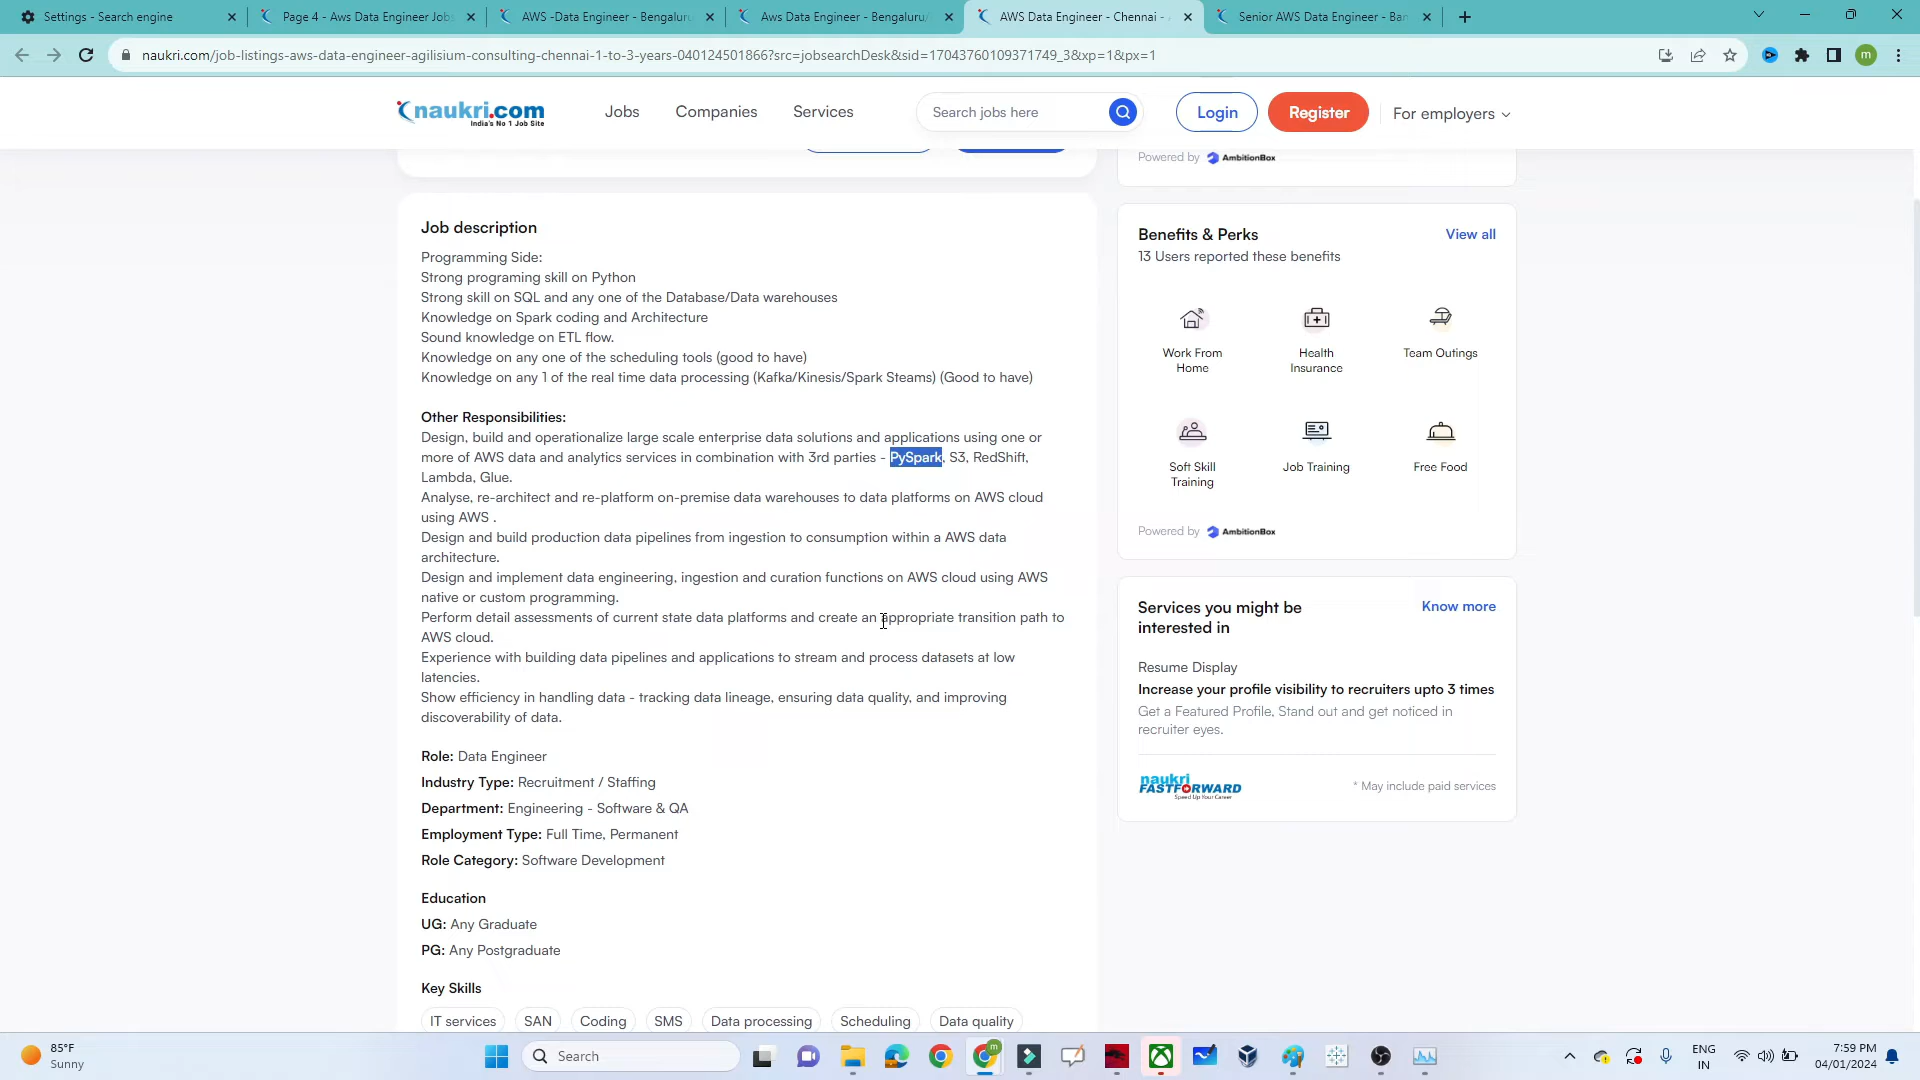 Settings - Search engine
Page 4 - Aws Data Engineer Jobs
AWS -Data Engineer - Bengaluru
Aws Data Engineer - Bengaluru/
AWS Data Engineer - Chennai -
Senior AWS Data Engineer - Ban
naukri.com/job-listings-aws-data-engineer-agilisium-consulting-chennai-1-to-3-years-040124501866?src=jobsearchDesk&sid=17043760109371749_3&xp=1&px=1
m
naukri.com
India's No 1 Job Site
Jobs
Companies
Services
Search jobs here
Login
Register
For employers
Powered by AmbitionBox
Job description
Programming Side:
Strong programing skill on Python
Strong skill on SQL and any one of the Database/Data warehouses
Knowledge on Spark coding and Architecture
Sound knowledge on ETL flow.
Knowledge on any one of the scheduling tools (good to have)
Knowledge on any 1 of the real time data processing (Kafka/Kinesis/Spark Steams) (Good to have)
Other Responsibilities:
Design, build and operationalize large scale enterprise data solutions and applications using one or
more of AWS data and analytics services in combination with 3rd parties - PySpark, S3, RedShift,
Lambda, Glue.
Analyse, re-architect and re-platform on-premise data warehouses to data platforms on AWS cloud
using AWS .
Design and build production data pipelines from ingestion to consumption within a AWS data
architecture.
Design and implement data engineering, ingestion and curation functions on AWS cloud using AWS
native or custom programming.
Perform detail assessments of current state data platforms and create an appropriate transition path to
AWS cloud.
Experience with building data pipelines and applications to stream and process datasets at low
latencies.
Show efficiency in handling data - tracking data lineage, ensuring data quality, and improving
discoverability of data.
Role: Data Engineer
Industry Type: Recruitment / Staffing
Department: Engineering - Software & QA
Employment Type: Full Time, Permanent
Role Category: Software Development
Education
UG: Any Graduate
PG: Any Postgraduate
Key Skills
IT services
SAN
Coding
SMS
Data processing
Scheduling
Data quality
Benefits & Perks
View all
13 Users reported these benefits
Work From
Home
Health
Insurance
Team Outings
Soft Skill
Training
Job Training
Free Food
Powered by AmbitionBox
Services you might be
interested in
Know more
Resume Display
Increase your profile visibility to recruiters upto 3 times
Get a Featured Profile, Stand out and get noticed in
recruiter eyes.
naukri
FASTFORWARD
Speed Up Your Career
* May include paid services
85°F
Sunny
Search
m
ENG
IN
7:59 PM
04/01/2024